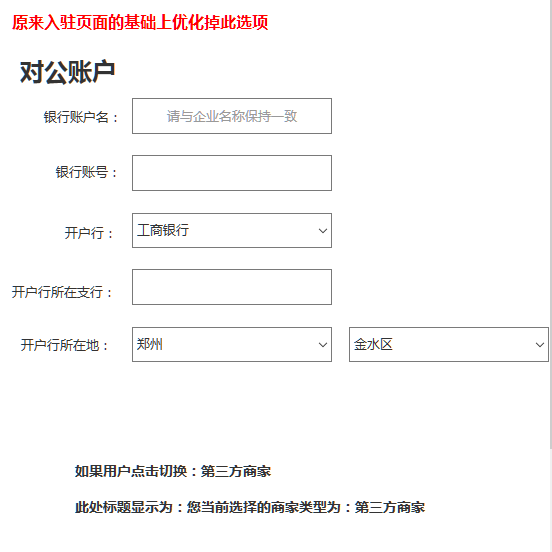 原来入驻页面的基础上优化掉此选项
对公账户
银行账户名： 请与企业名称保持一致
银行账号：
开户行： 工商银行
开户行所在支行：
开户行所在地： 郑州 金水区
如果用户点击切换：第三方商家
此处标题显示为：您当前选择的商家类型为：第三方商家